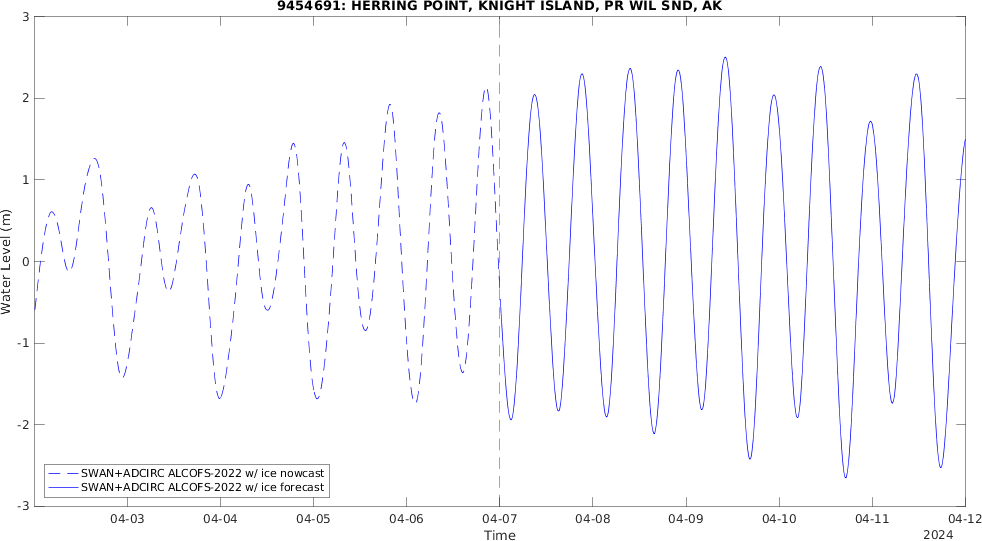 9454691: HERRING POINT, KNIGHT ISLAND, PR WIL SND, AK
3
2
1
0
-1
-2
-3
Water Level (m)
SWAN+ADCIRC ALCOFS-2022 w/ ice nowcast
SWAN+ADCIRC ALCOFS-2022 w/ ice forecast
04-03 04-04 04-05 04-06 04-07 04-08 04-09 04-10 04-11 04-12
Time
2024